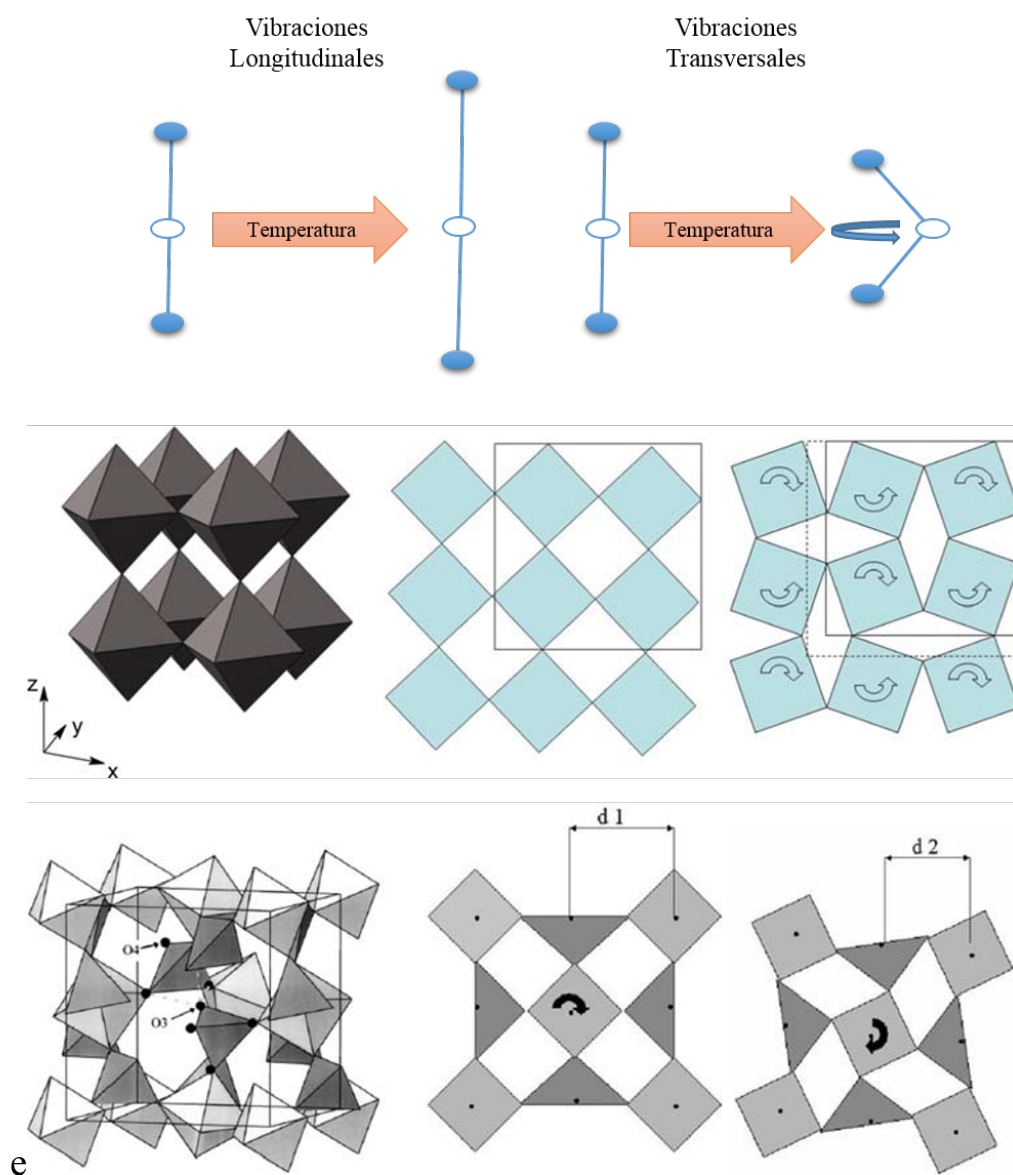 Vibraciones
Longitudinales
Vibraciones
Transversales
Temperatura
Temperatura
z
y
x
d 1
d 2
O4
O3
e